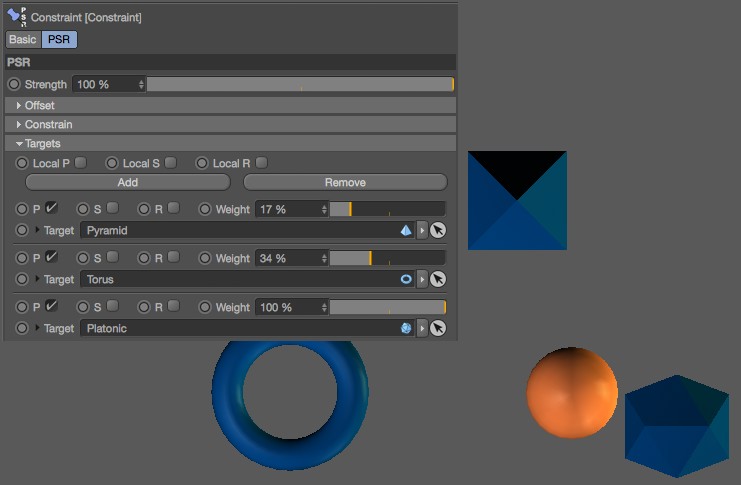 P
S
R
Constraint [Constraint]
Basic PSR
PSR
Strength 100 %
Offset
Constrain
Targets
Local P Local S Local R
Add Remove
P S R Weight 17 %
Target Pyramid
P S R Weight 34 %
Target Torus
P S R Weight 100 %
Target Platonic